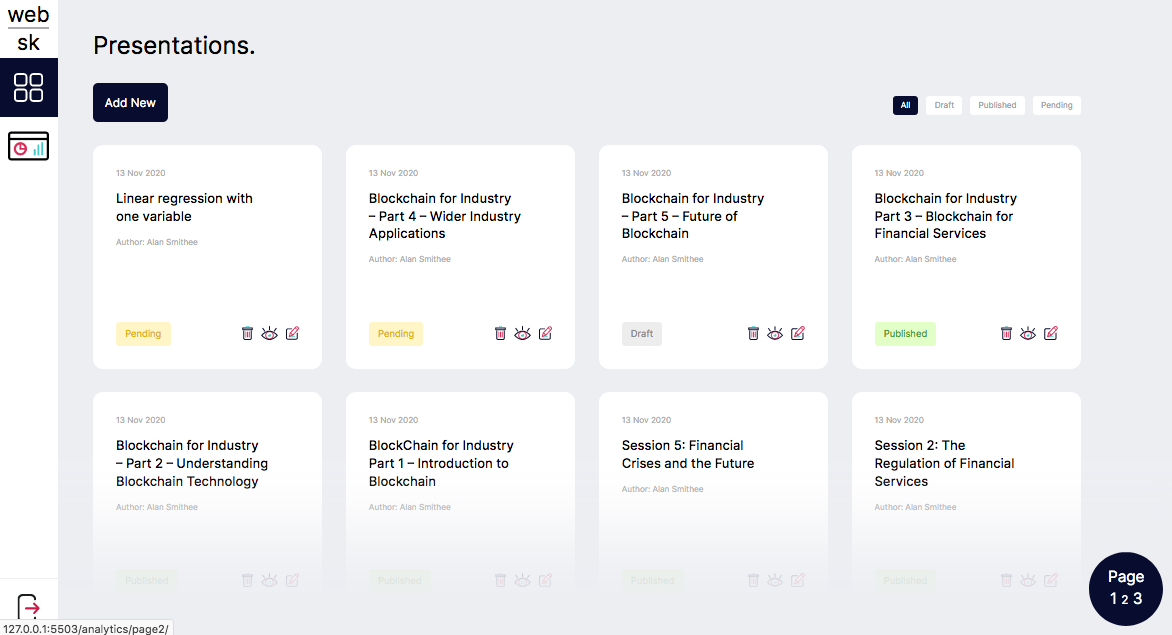 web
sk
Presentations.
Add New
All
Draft
Published
Pending
13 Nov 2020
Linear regression with
one variable
Author: Alan Smithee
Pending
13 Nov 2020
Blockchain for Industry
– Part 4 – Wider Industry
Applications
Author: Alan Smithee
Pending
13 Nov 2020
Blockchain for Industry
– Part 5 – Future of
Blockchain
Author: Alan Smithee
Draft
13 Nov 2020
Blockchain for Industry
Part 3 – Blockchain for
Financial Services
Author: Alan Smithee
Published
13 Nov 2020
Blockchain for Industry
– Part 2 – Understanding
Blockchain Technology
Author: Alan Smithee
Published
13 Nov 2020
BlockChain for Industry
Part 1 – Introduction to
Blockchain
Author: Alan Smithee
Published
13 Nov 2020
Session 5: Financial
Crises and the Future
Author: Alan Smithee
Published
13 Nov 2020
Session 2: The
Regulation of Financial
Services
Author: Alan Smithee
Published
Page
1 2 3
127.0.0.1:5503/analytics/page2/